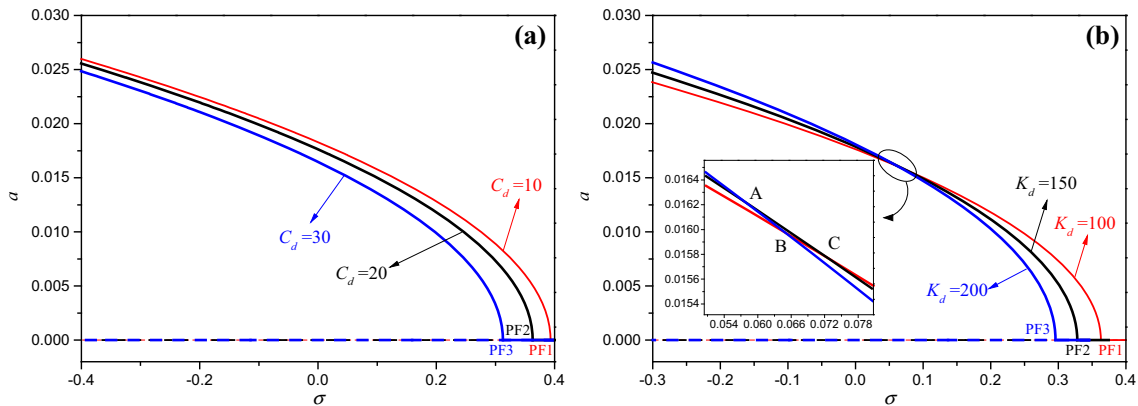 (a)
0.030
0.025
0.020
0.015
0.010
0.005
0.000
a
C_d=10
C_d=30
C_d=20
PF2
PF3
PF1
-0.4
-0.2
0.0
0.2
0.4
σ
(b)
0.030
0.025
0.020
0.015
0.010
0.005
0.000
a
0.0164
0.0162
0.0160
0.0158
0.0156
0.0154
A
B
C
0.054
0.060
0.066
0.072
0.078
K_d=150
K_d=100
K_d=200
PF3
PF2
PF1
-0.3
-0.2
-0.1
0.0
0.1
0.2
0.3
0.4
σ